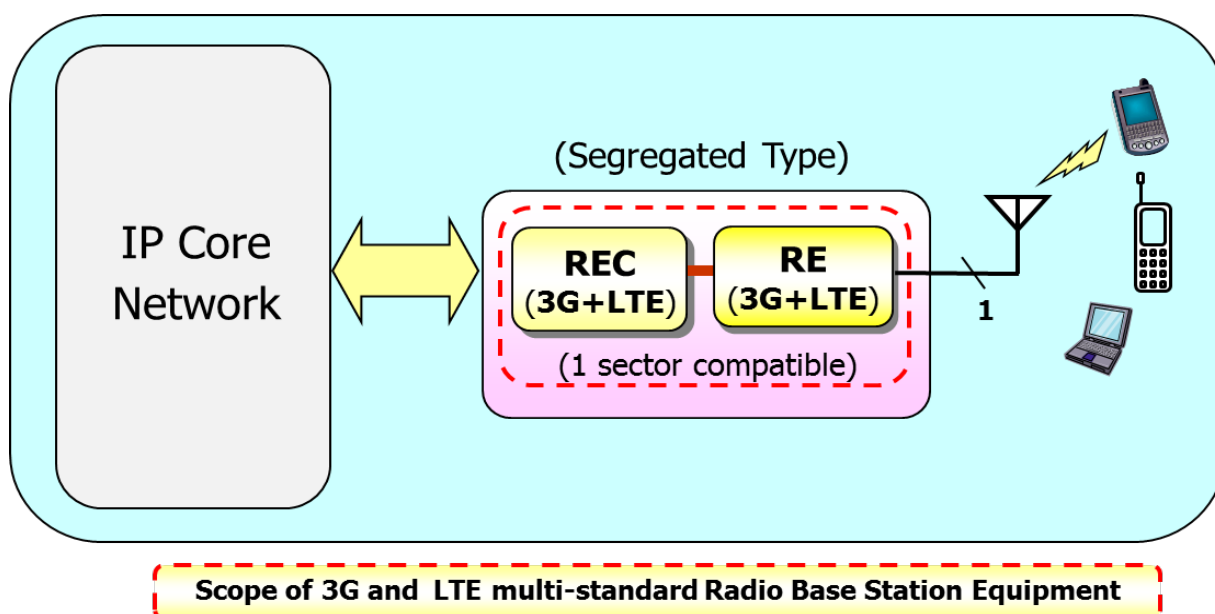 (Segregated Type)
IP Core
Network
REC
(3G+LTE)
RE
(3G+LTE)
1
(1 sector compatible)
Scope of 3G and LTE multi-standard Radio Base Station Equipment